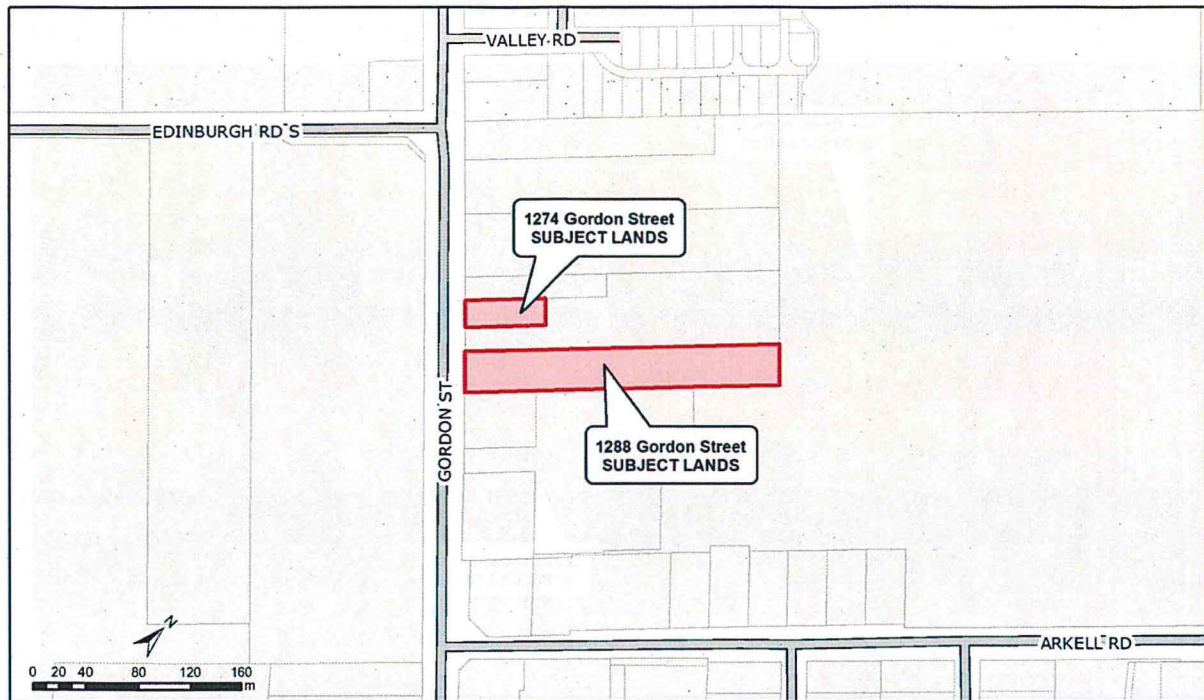 VALLEY RD
EDINBURGH RD S
1274 Gordon Street
SUBJECT LANDS
GORDON ST
1288 Gordon Street
SUBJECT LANDS
ARKELL RD
N
0 20 40 80 120 160
m